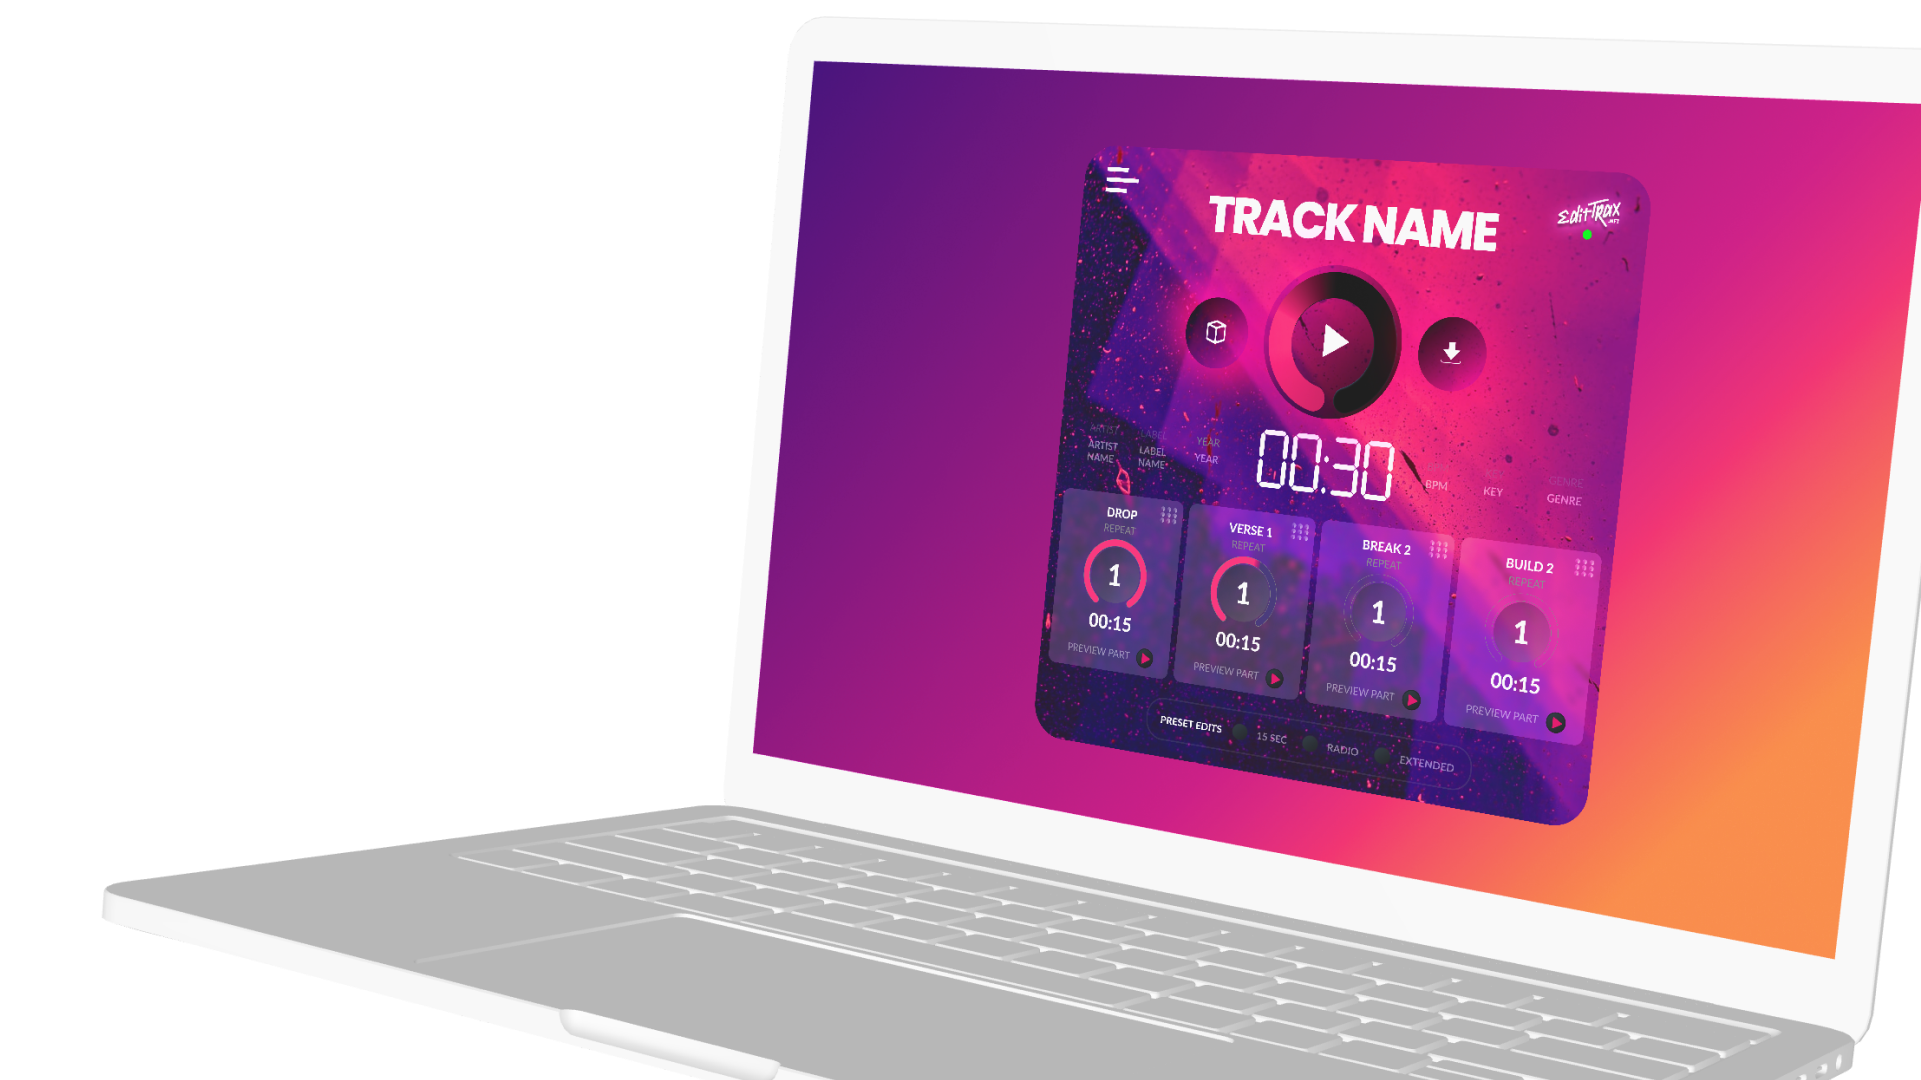 TRACK NAME
EditTrax
.NFT
ARTIST
ARTIST
NAME
LABEL
LABEL
NAME
YEAR
YEAR
00:30
BPM
KEY
GENRE
GENRE
DROP
REPEAT
1
00:15
PREVIEW PART
VERSE 1
REPEAT
1
00:15
PREVIEW PART
BREAK 2
REPEAT
1
00:15
PREVIEW PART
BUILD 2
REPEAT
1
00:15
PREVIEW PART
PRESET EDITS 15 SEC RADIO EXTENDED